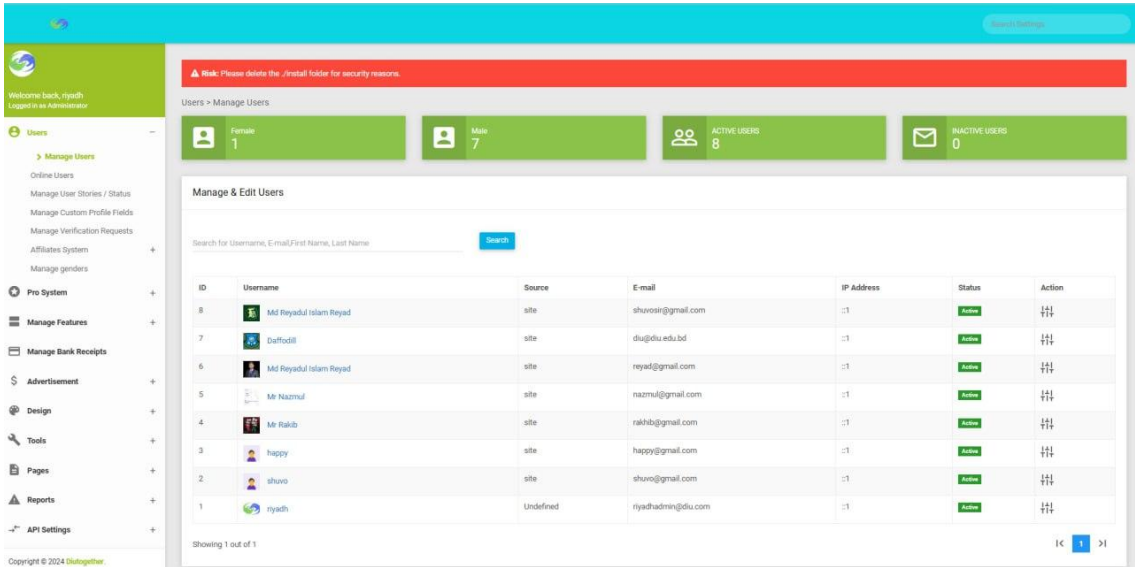 Search Settings
Welcome back, riyadh
Logged in as Administrator
Users −
> Manage Users
Online Users
Manage User Stories / Status
Manage Custom Profile Fields
Manage Verification Requests
Affiliates System +
Manage genders
Pro System +
Manage Features +
Manage Bank Receipts
Advertisement +
Design +
Tools +
Pages +
Reports +
API Settings +
Copyright © 2024 Diutogether.
Risk: Please delete the ./install folder for security reasons.
Users > Manage Users
Female
1
Male
7
ACTIVE USERS
8
INACTIVE USERS
0
Manage & Edit Users
Search for Username, E-mail,First Name, Last Name Search
ID Username Source E-mail IP Address Status Action
8 Md Reyadul Islam Reyad site shuvosir@gmail.com ::1 Active
7 Daffodill site diu@diu.edu.bd ::1 Active
6 Md Reyadul Islam Reyad site reyad@gmail.com ::1 Active
5 Mr Nazmul site nazmul@gmail.com ::1 Active
4 Mr Rakib site rakhib@gmail.com ::1 Active
3 happy site happy@gmail.com ::1 Active
2 shuvo site shuvo@gmail.com ::1 Active
1 riyadh Undefined riyadhadmin@diu.com ::1 Active
Showing 1 out of 1
1